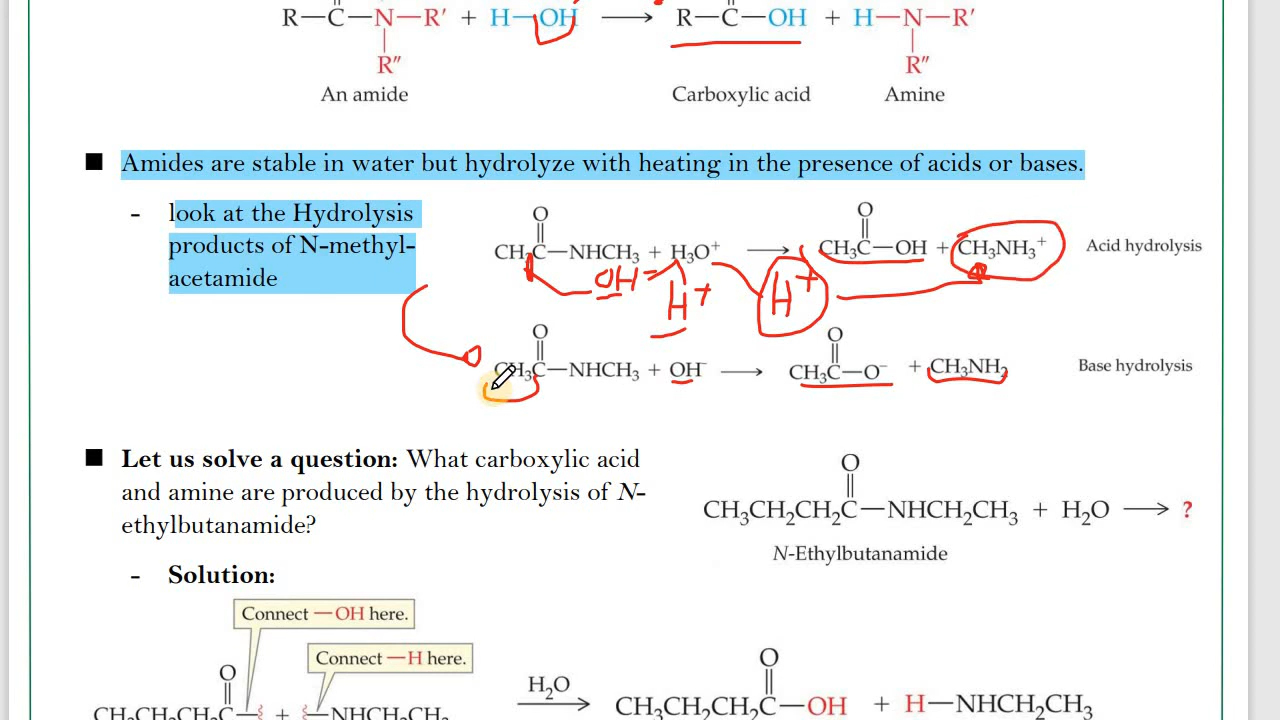 R—C—N—R′ + H—OH ⟶ R—C—OH + H—N—R′
R″ R″
An amide Carboxylic acid Amine
■ Amides are stable in water but hydrolyze with heating in the presence of acids or bases.
- look at the Hydrolysis
products of N-methyl-
acetamide
O O
CH₃C—NHCH₃ + H₃O⁺ ⟶ CH₃C—OH + CH₃NH₃⁺ Acid hydrolysis
OH⁻ H⁺ H⁺
O O
CH₃C—NHCH₃ + OH⁻ ⟶ CH₃C—O⁻ + CH₃NH₂ Base hydrolysis
■ Let us solve a question: What carboxylic acid
and amine are produced by the hydrolysis of N-
ethylbutanamide?
O
CH₃CH₂CH₂C—NHCH₂CH₃ + H₂O ⟶ ?
N-Ethylbutanamide
- Solution:
Connect —OH here.
Connect —H here.
O H₂O O
CH₃CH₂CH₂C— + —NHCH₂CH₃ ⟶ CH₃CH₂CH₂C—OH + H—NHCH₂CH₃